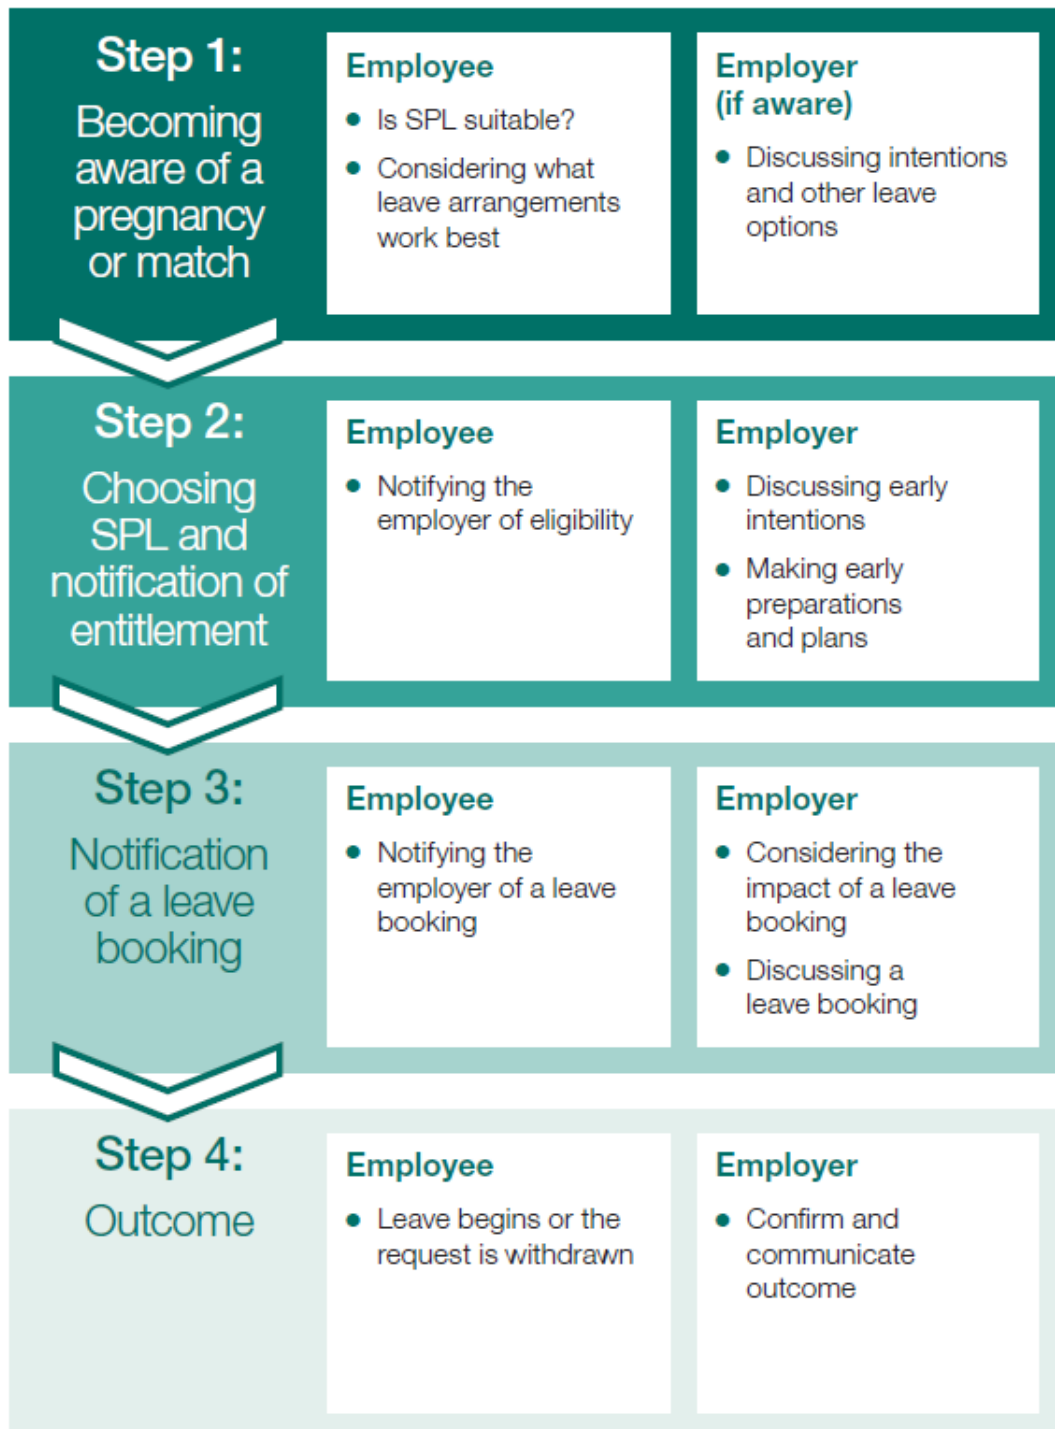 Step 1:
Becoming
aware of a
pregnancy
or match
Employee
• Is SPL suitable?
• Considering what
leave arrangements
work best
Employer
(if aware)
• Discussing intentions
and other leave
options
Step 2:
Choosing
SPL and
notification of
entitlement
Employee
• Notifying the
employer of eligibility
Employer
• Discussing early
intentions
• Making early
preparations
and plans
Step 3:
Notification
of a leave
booking
Employee
• Notifying the
employer of a leave
booking
Employer
• Considering the
impact of a leave
booking
• Discussing a
leave booking
Step 4:
Outcome
Employee
• Leave begins or the
request is withdrawn
Employer
• Confirm and
communicate
outcome